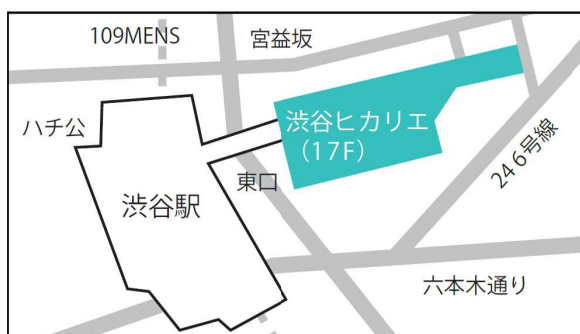 109MENS
宮益坂
ハチ公
渋谷ヒカリエ
(17F)
246号線
東口
渋谷駅
六本木通り